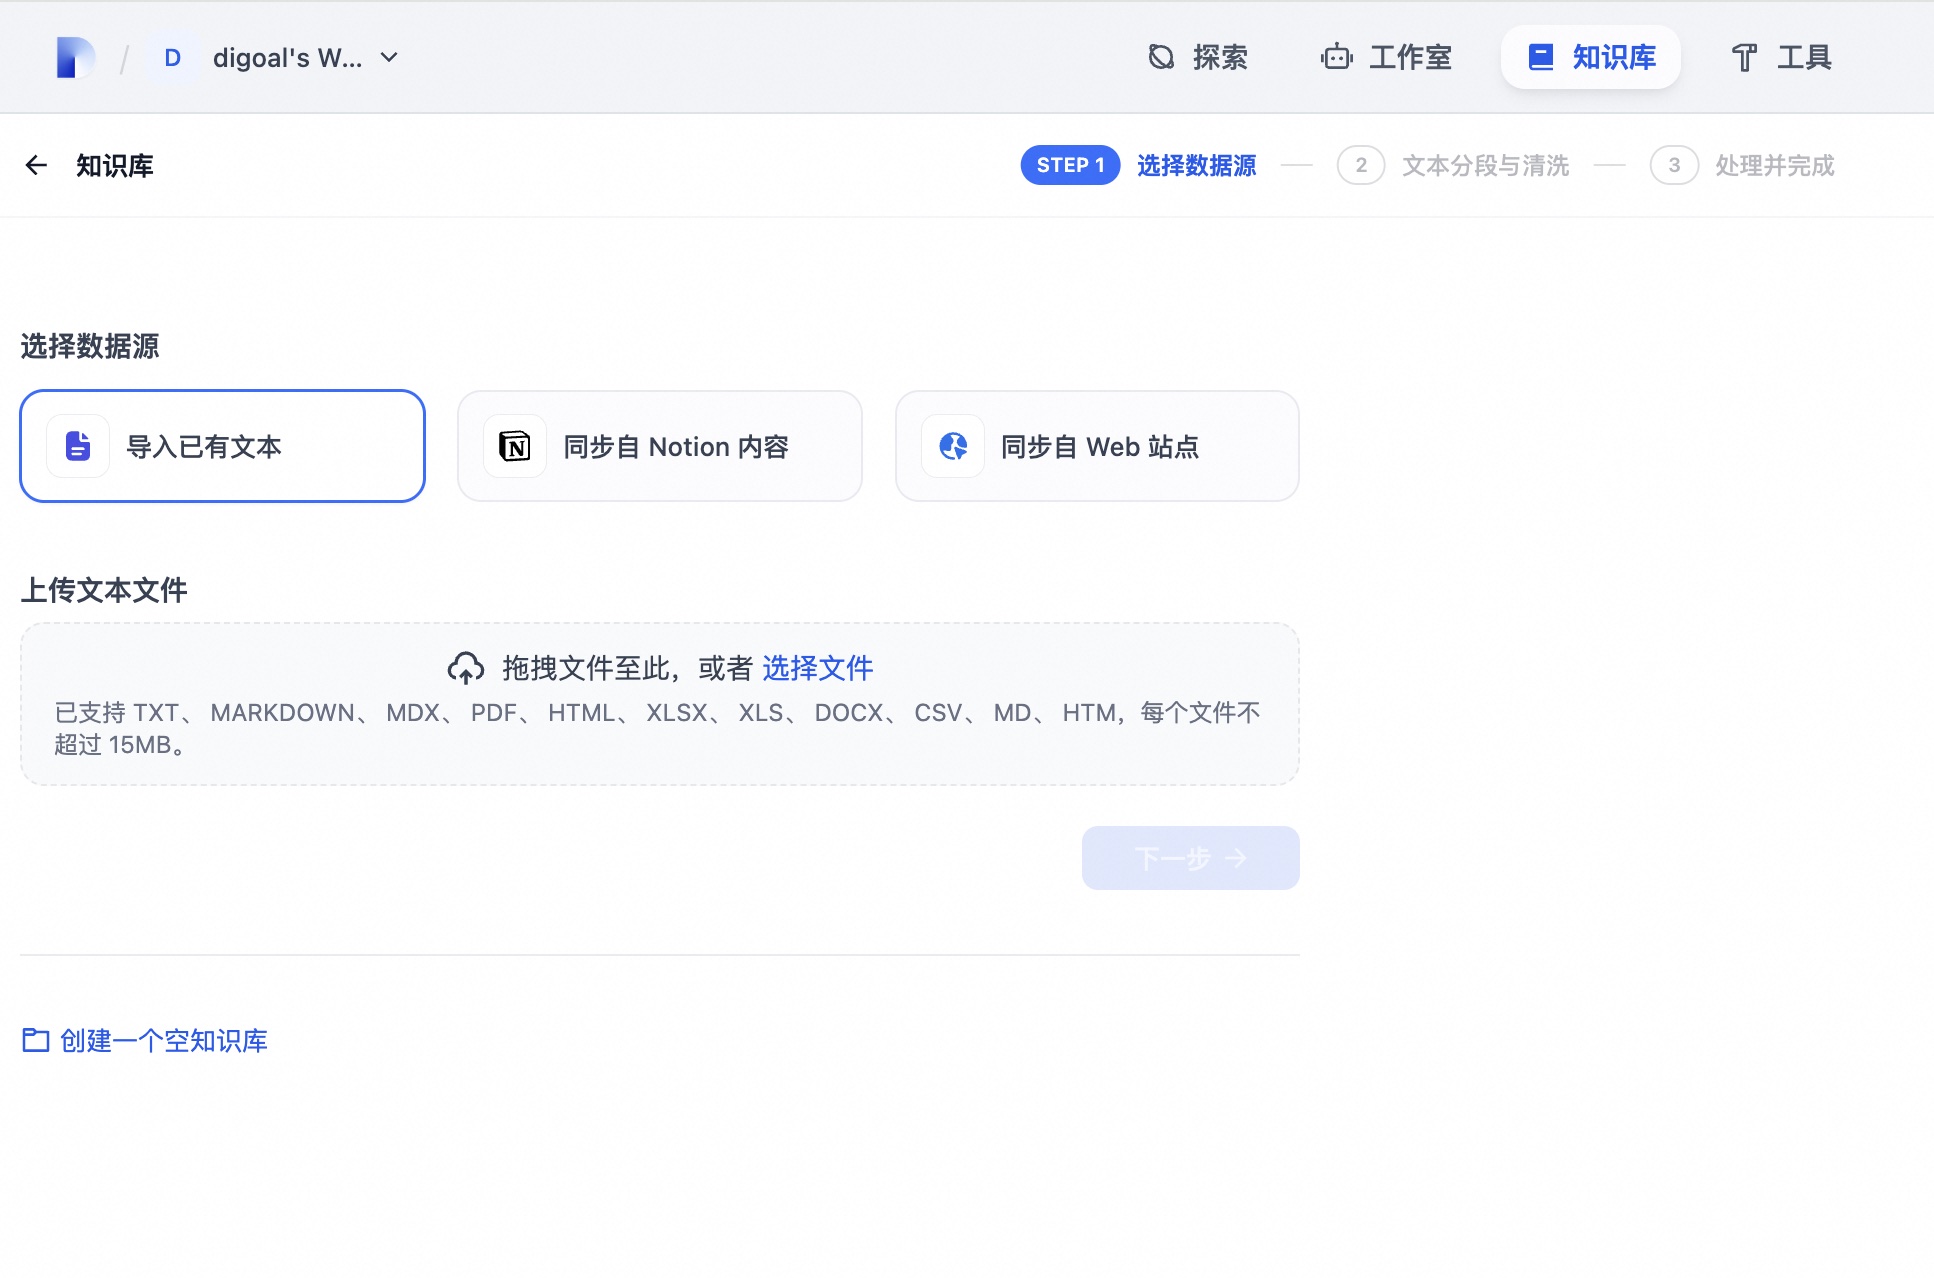 D / D digoal's W... 探索 工作室 知识库 工具
知识库 STEP 1 选择数据源 2 文本分段与清洗 3 处理并完成
选择数据源
导入已有文本 同步自 Notion 内容 同步自 Web 站点
上传文本文件
拖拽文件至此，或者 选择文件
已支持 TXT、 MARKDOWN、 MDX、 PDF、 HTML、 XLSX、 XLS、 DOCX、 CSV、 MD、 HTM，每个文件不
超过 15MB。
下一步 →
创建一个空知识库